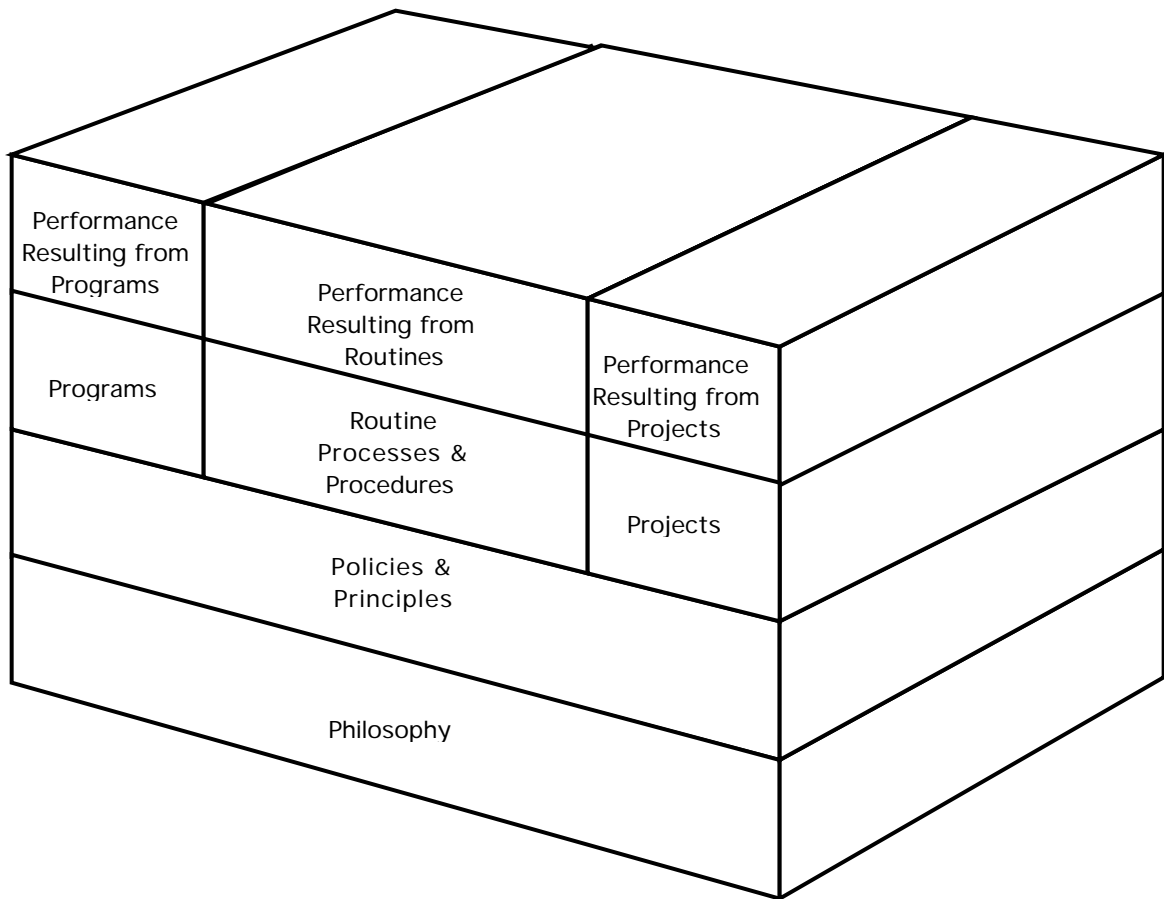 Performance
Resulting from
Programs
Performance
Resulting from
Routines
Performance
Resulting from
Projects
Programs
Routine
Processes &
Procedures
Projects
Policies &
Principles
Philosophy